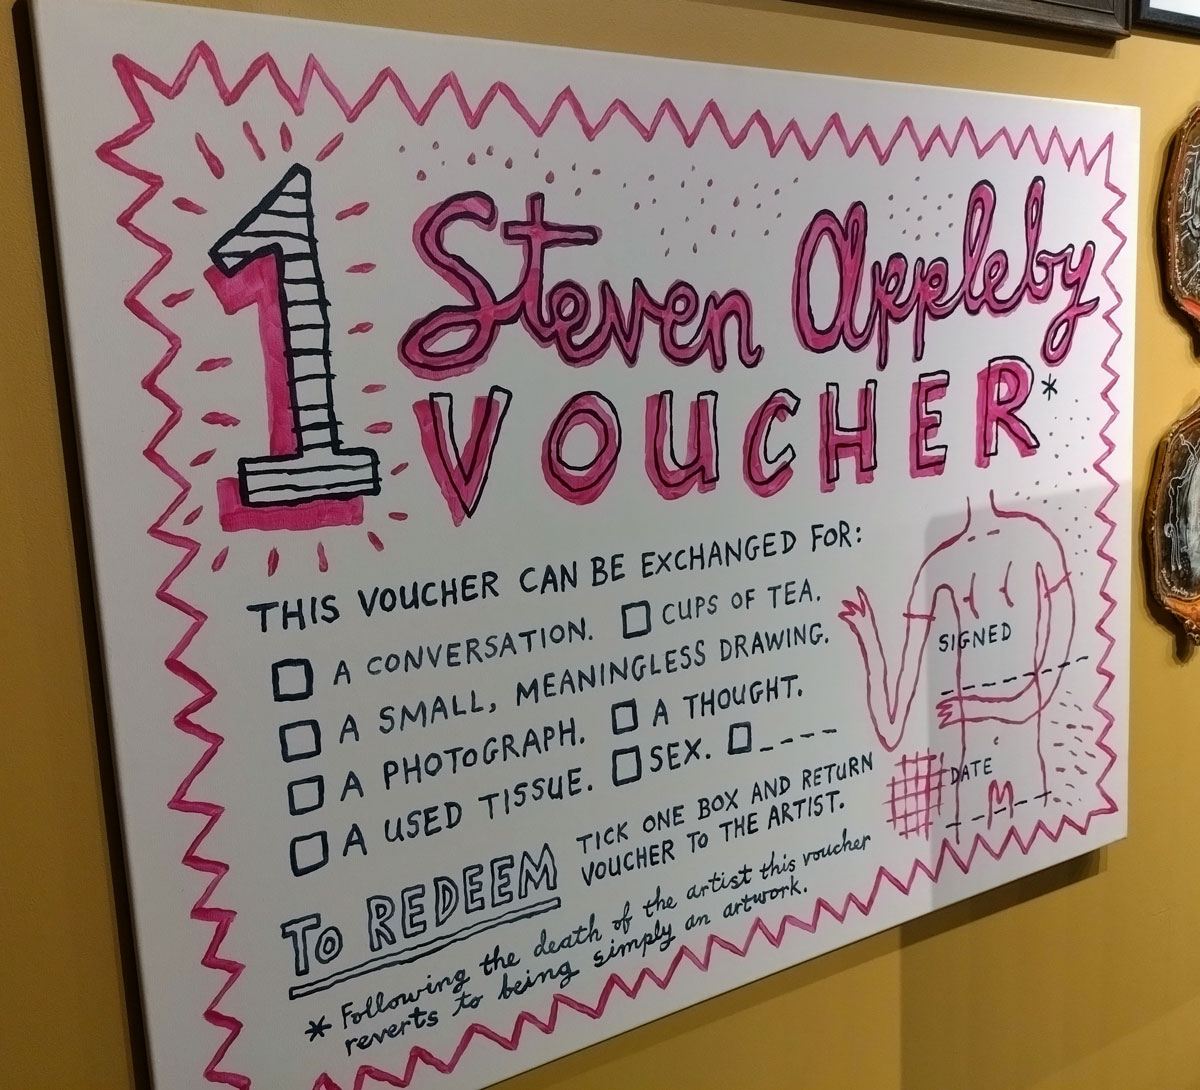 1 Steven Appleby
VOUCHER*
THIS VOUCHER CAN BE EXCHANGED FOR:
A CONVERSATION. CUPS OF TEA.
A SMALL, MEANINGLESS DRAWING.
A PHOTOGRAPH. A THOUGHT.
A USED TISSUE. SEX. ----
SIGNED
DATE
TO REDEEM
TICK ONE BOX AND RETURN
VOUCHER TO THE ARTIST.
* Following the death of the artist this voucher
reverts to being simply an artwork.